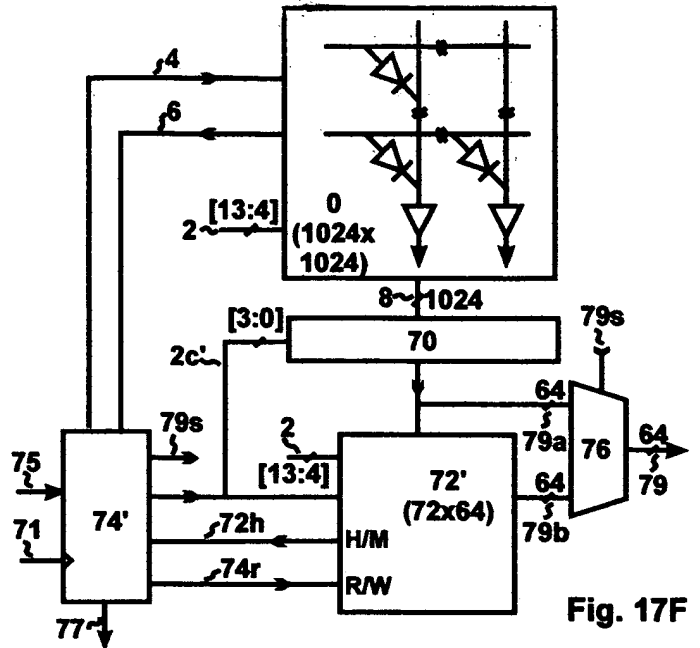 4
6
[13:4]
2
0
(1024x
1024)
8 1024
[3:0]
70
2c'
79s
79s
2
[13:4]
64
79a
76
64
79
75
74'
72'
(72x64)
64
79b
71
72h
H/M
74r
R/W
77
Fig. 17F